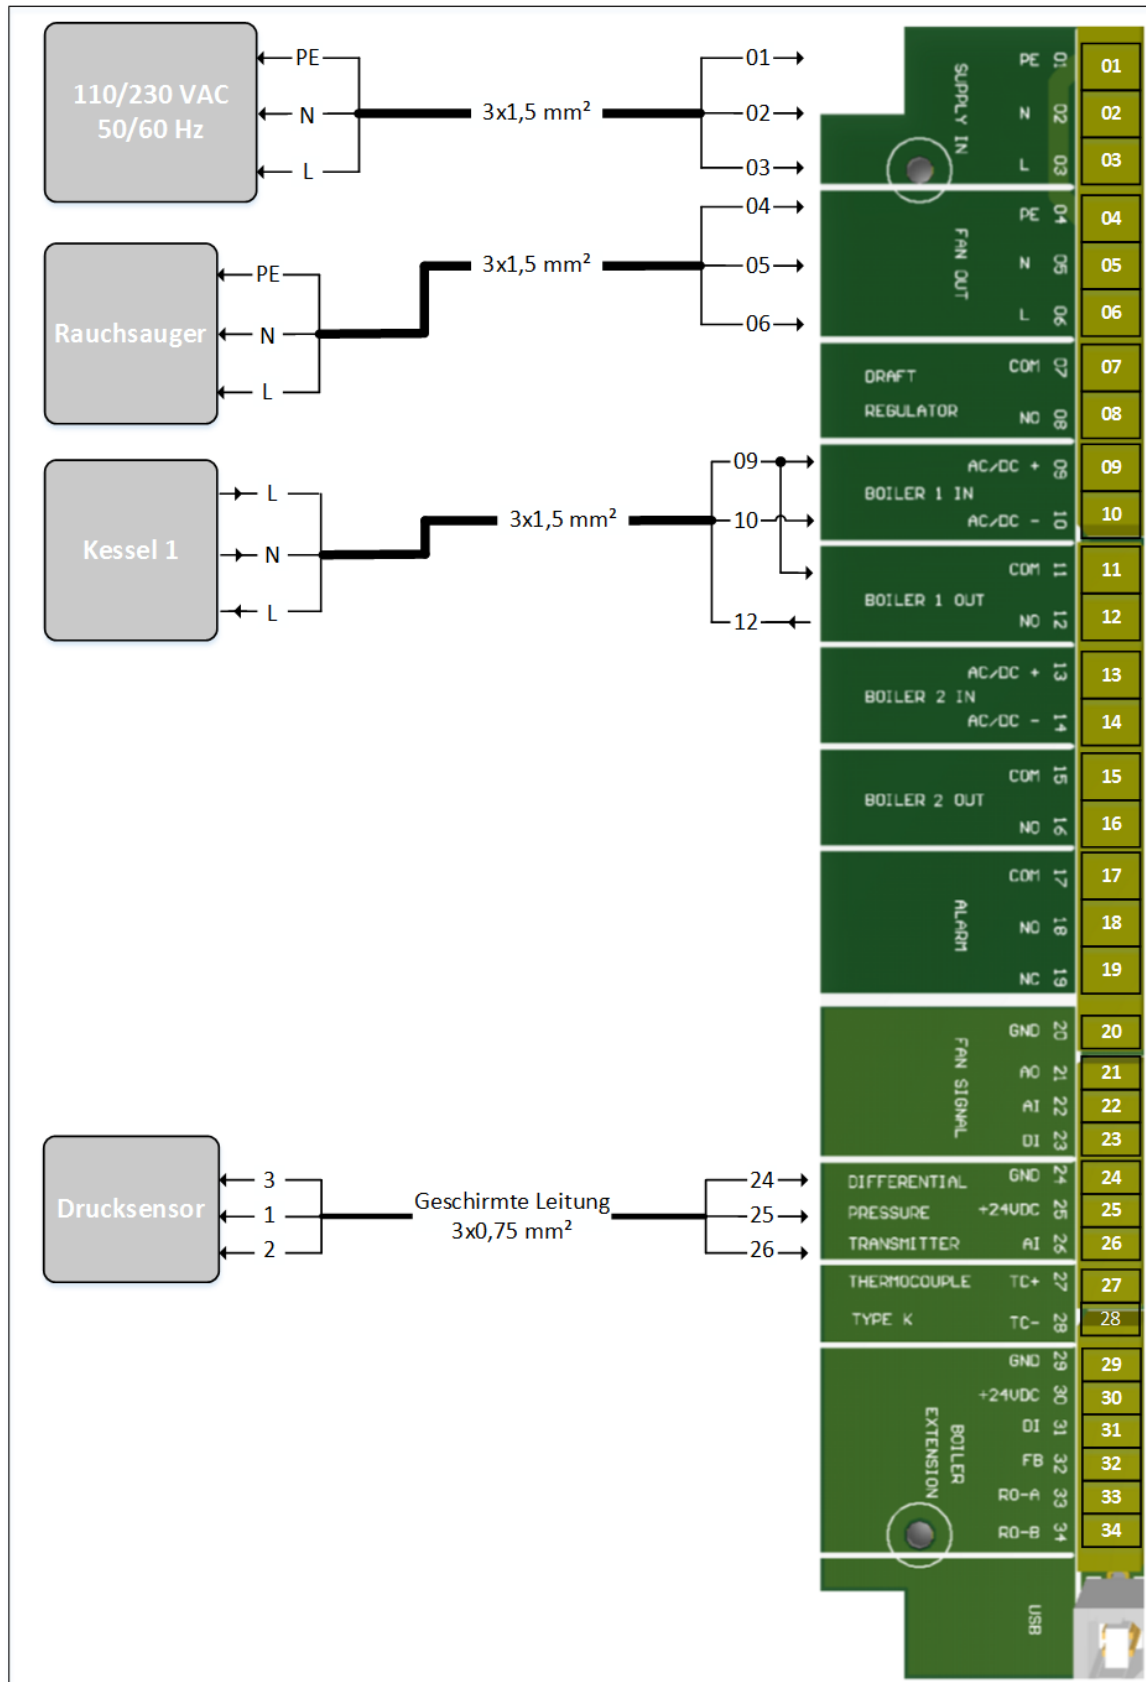 110/230 VAC
50/60 Hz
PE
N
L
3x1,5 mm²
01
02
03
Rauchsauger
PE
N
L
3x1,5 mm²
04
05
06
Kessel 1
L
N
L
3x1,5 mm²
09
10
12
Drucksensor
3
1
2
Geschirmte Leitung
3x0,75 mm²
24
25
26
SUPPLY IN
PE 01 01
N 02 02
L 03 03
FAN OUT
PE 04 04
N 05 05
L 06 06
DRAFT
REGULATOR
COM 07 07
NO 08 08
BOILER 1 IN
AC/DC + 09 09
AC/DC - 10 10
BOILER 1 OUT
COM 11 11
NO 12 12
BOILER 2 IN
AC/DC + 13 13
AC/DC - 14 14
BOILER 2 OUT
COM 15 15
NO 16 16
ALARM
COM 17 17
NO 18 18
NC 19 19
FAN SIGNAL
GND 20 20
AO 21 21
AI 22 22
DI 23 23
DIFFERENTIAL
PRESSURE
TRANSMITTER
GND 24 24
+24VDC 25 25
AI 26 26
THERMOCOUPLE
TYPE K
TC+ 27 27
TC- 28 28
BOILER
EXTENSION
GND 29 29
+24VDC 30 30
DI 31 31
FB 32 32
RO-A 33 33
RO-B 34 34
USB